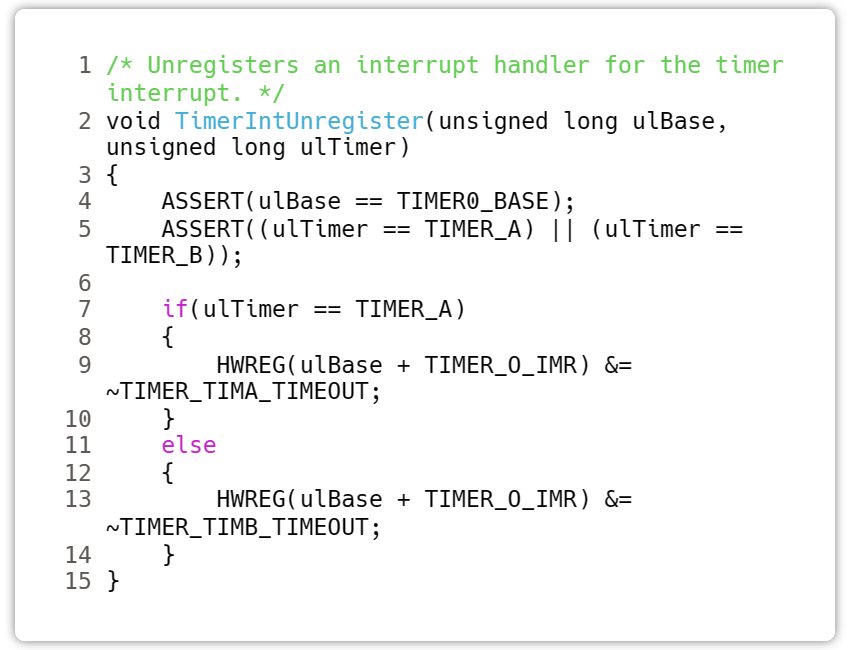 1 /* Unregisters an interrupt handler for the timer
interrupt. */
2 void TimerIntUnregister(unsigned long ulBase,
unsigned long ulTimer)
3 {
4     ASSERT(ulBase == TIMER0_BASE);
5     ASSERT((ulTimer == TIMER_A) || (ulTimer ==
TIMER_B));
6
7     if(ulTimer == TIMER_A)
8     {
9         HWREG(ulBase + TIMER_O_IMR) &=
~TIMER_TIMA_TIMEOUT;
10     }
11     else
12     {
13         HWREG(ulBase + TIMER_O_IMR) &=
~TIMER_TIMB_TIMEOUT;
14     }
15 }